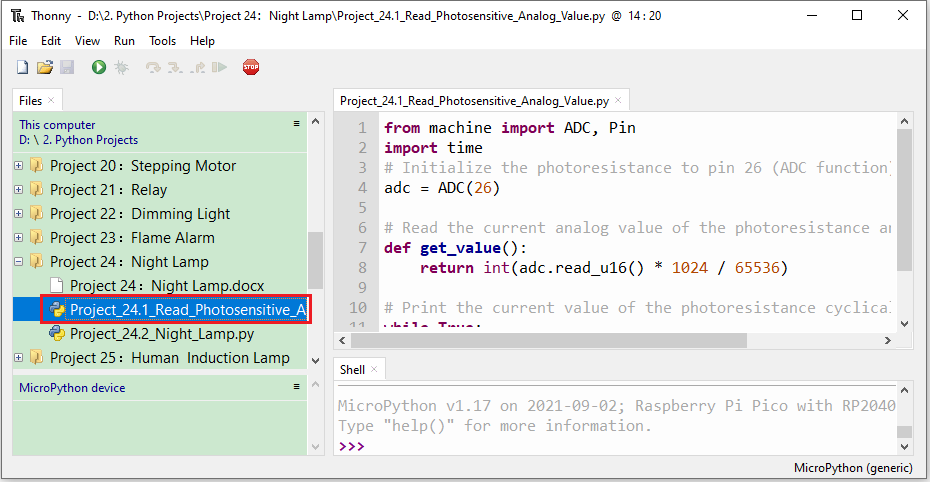 Thonny - D:\2. Python Projects\Project 24：Night Lamp\Project_24.1_Read_Photosensitive_Analog_Value.py @ 14 : 20
File Edit View Run Tools Help
STOP
Files
This computer
D: \ 2. Python Projects
Project 20：Stepping Motor
Project 21：Relay
Project 22：Dimming Light
Project 23：Flame Alarm
Project 24：Night Lamp
Project 24：Night Lamp.docx
Project_24.1_Read_Photosensitive_A
Project_24.2_Night_Lamp.py
Project 25：Human Induction Lamp
MicroPython device
Project_24.1_Read_Photosensitive_Analog_Value.py
1 from machine import ADC, Pin
2 import time
3 # Initialize the photoresistance to pin 26 (ADC function)
4 adc = ADC(26)
5
6 # Read the current analog value of the photoresistance an
7 def get_value():
8 return int(adc.read_u16() * 1024 / 65536)
9
10 # Print the current value of the photoresistance cyclical
11 while True:
Shell
MicroPython v1.17 on 2021-09-02; Raspberry Pi Pico with RP2040
Type "help()" for more information.
>>>
MicroPython (generic)